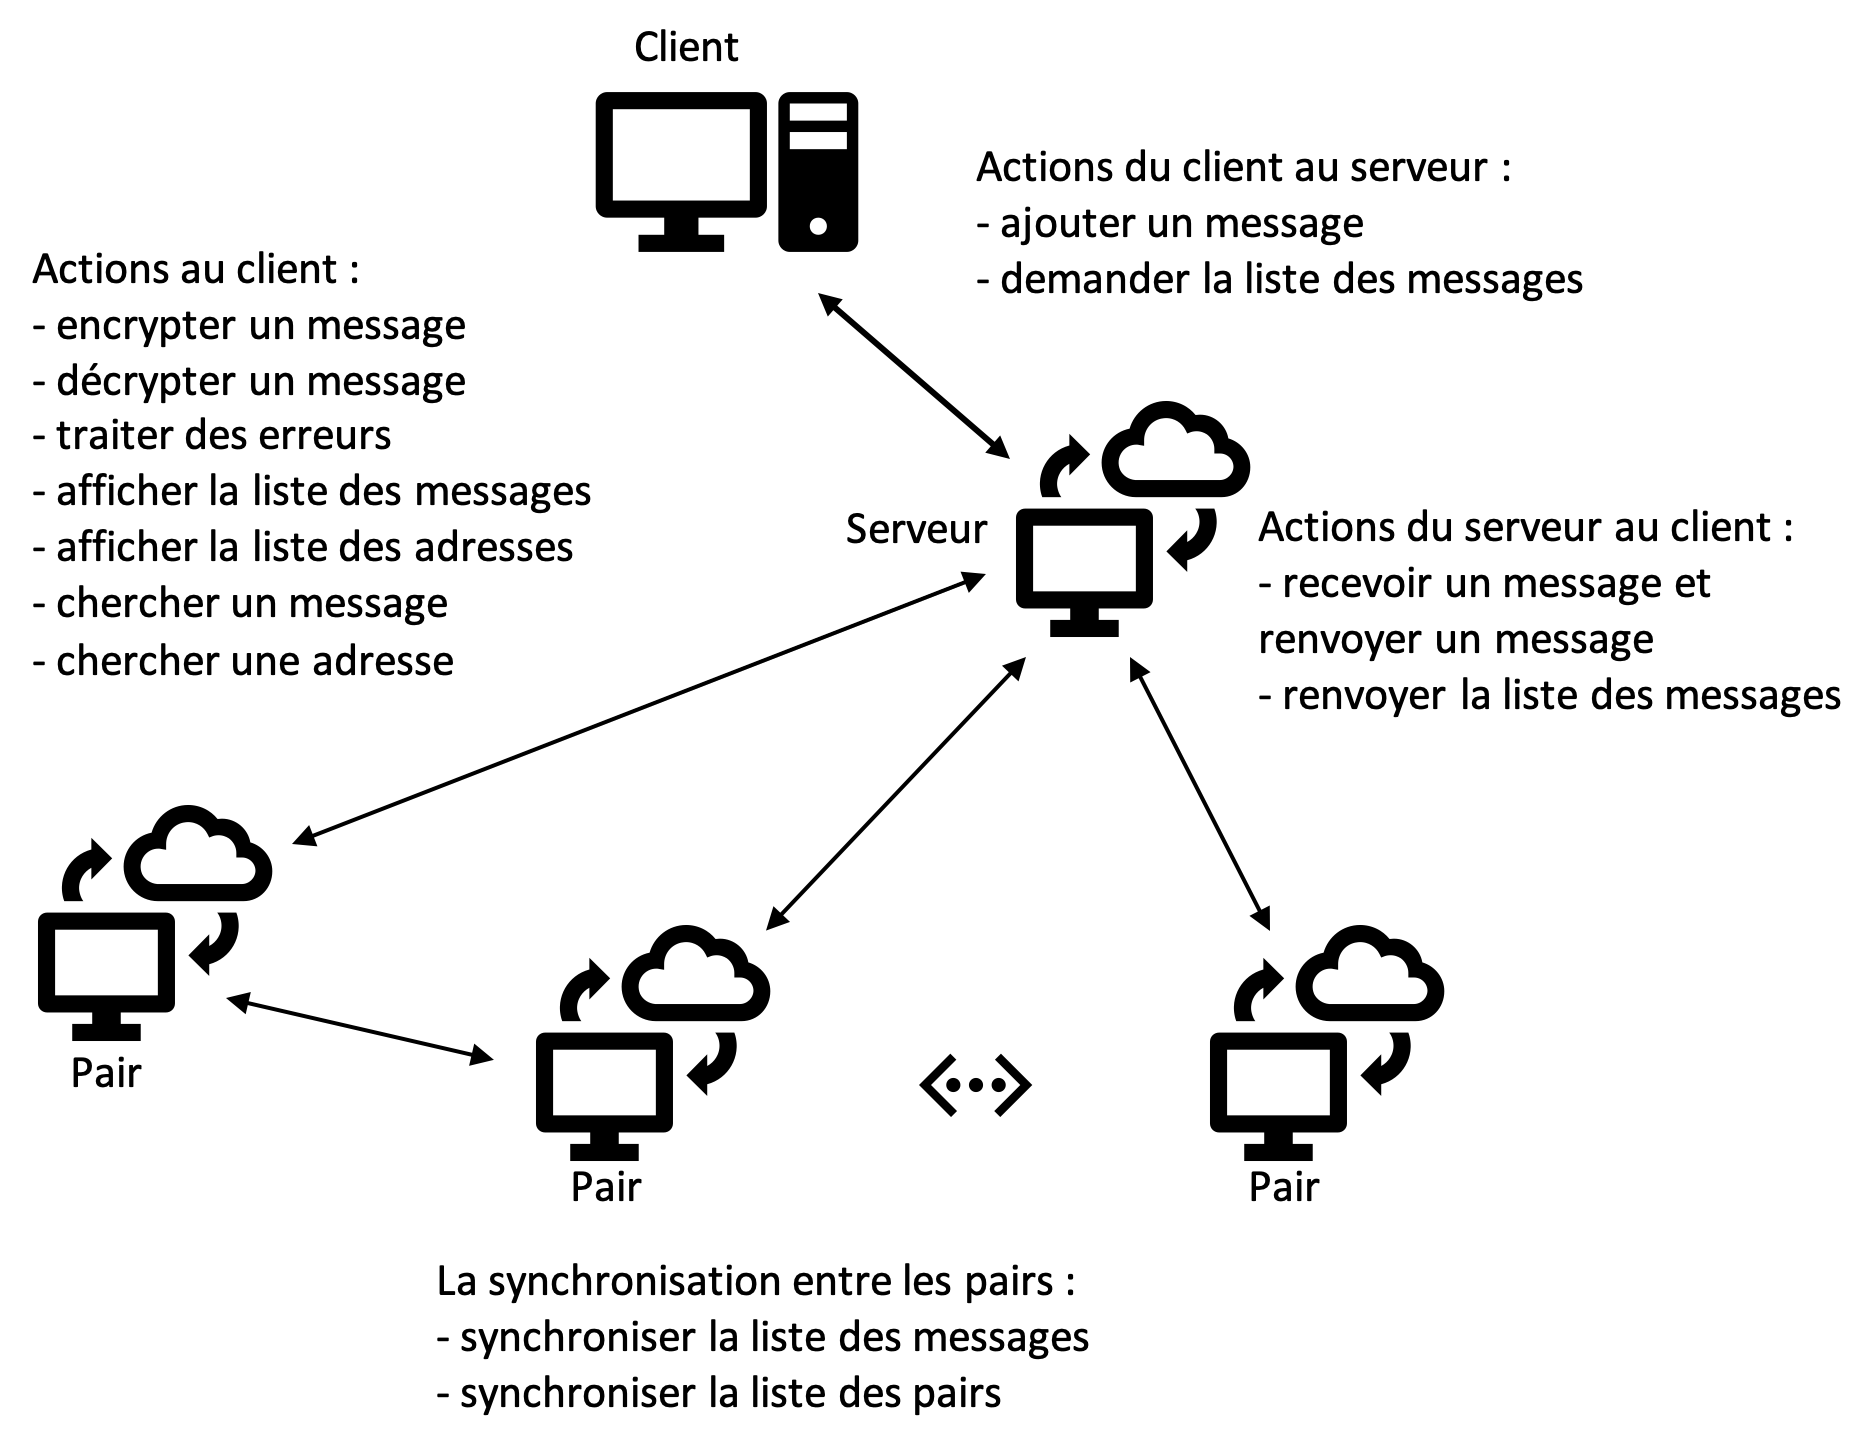 Client
Actions du client au serveur :
- ajouter un message
- demander la liste des messages
Actions au client :
- encrypter un message
- décrypter un message
- traiter des erreurs
- afficher la liste des messages
- afficher la liste des adresses
- chercher un message
- chercher une adresse
Serveur
Actions du serveur au client :
- recevoir un message et
renvoyer un message
- renvoyer la liste des messages
Pair
Pair
Pair
La synchronisation entre les pairs :
- synchroniser la liste des messages
- synchroniser la liste des pairs